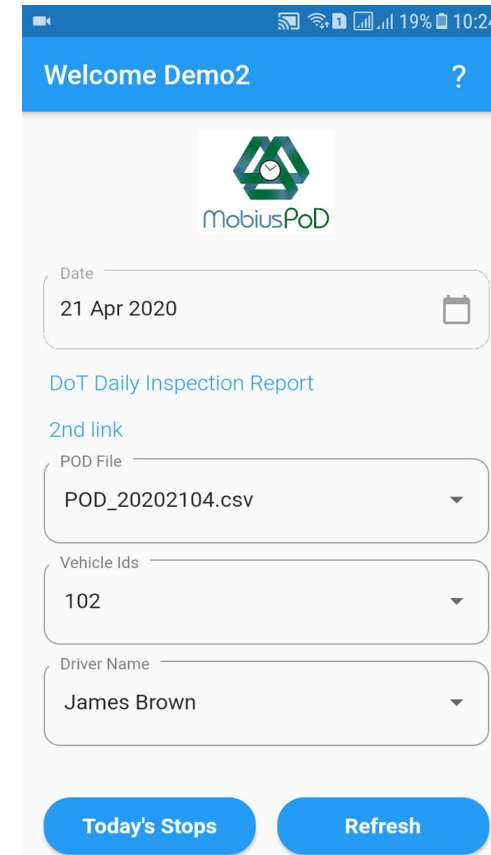 19% 10:24
Welcome Demo2 ?
MobiusPoD
Date
21 Apr 2020
DoT Daily Inspection Report
2nd link
POD File
POD_20202104.csv
Vehicle Ids
102
Driver Name
James Brown
Today's Stops Refresh